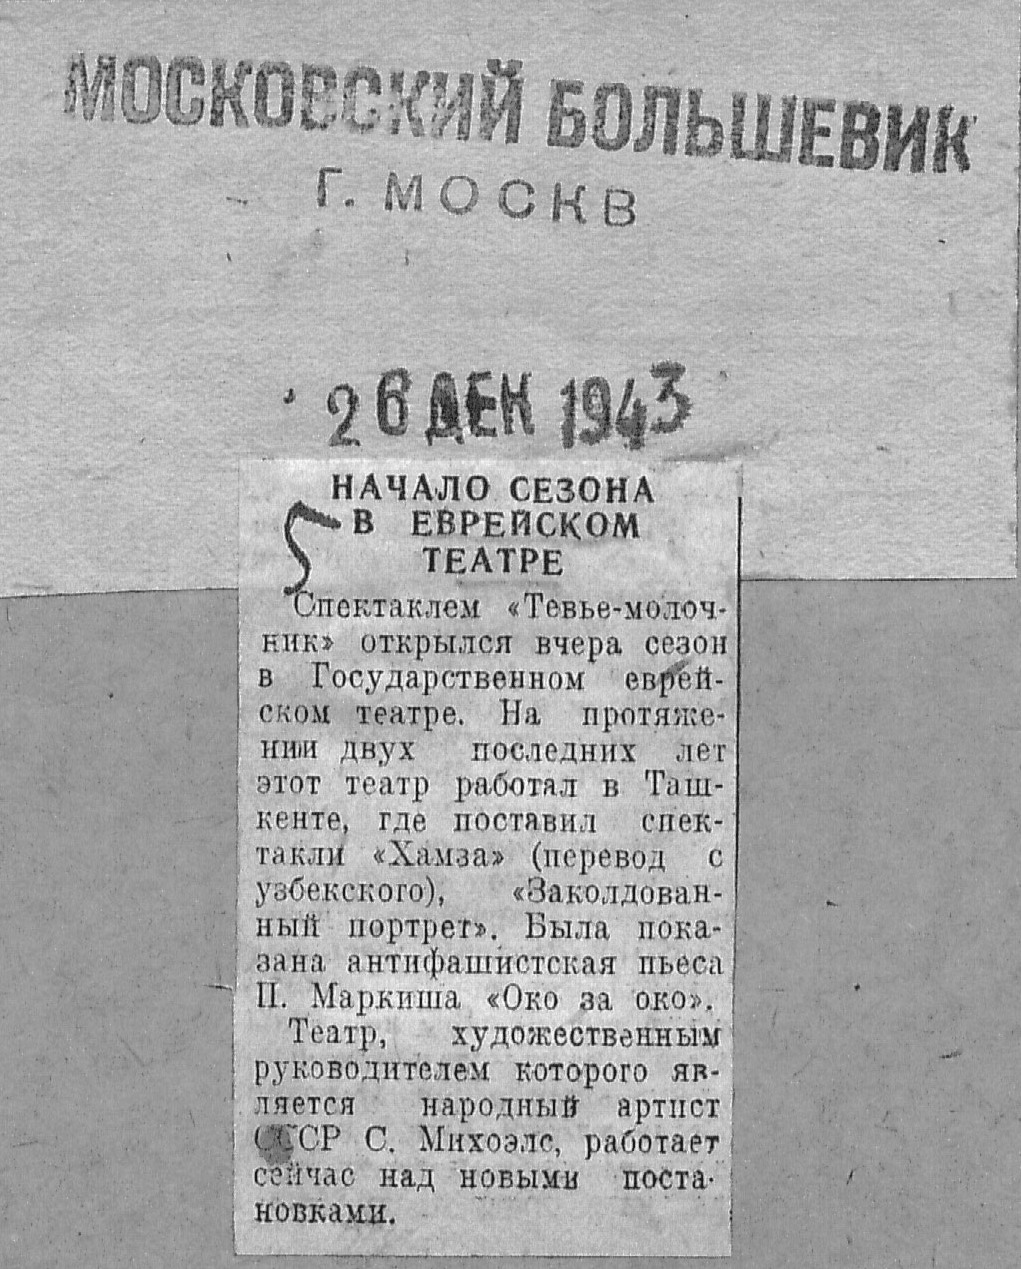 МОСКОВСКИЙ БОЛЬШЕВИК
Г. МОСКВ
26 ДЕК 1943
НАЧАЛО СЕЗОНА
В ЕВРЕЙСКОМ
ТЕАТРЕ
Спектаклем «Тевье-молоч-
ник» открылся вчера сезон
в Государственном еврей-
ском театре. На протяже-
нии двух последних лет
этот театр работал в Таш-
кенте, где поставил спек-
такли «Хамза» (перевод с
узбекского), «Заколдован-
ный портрет». Была пока-
зана антифашистская пьеса
П. Маркиша «Око за око».
Театр, художественным
руководителем которого яв-
ляется народный артист
СССР С. Михоэлс, работает
сейчас над новыми поста-
новками.